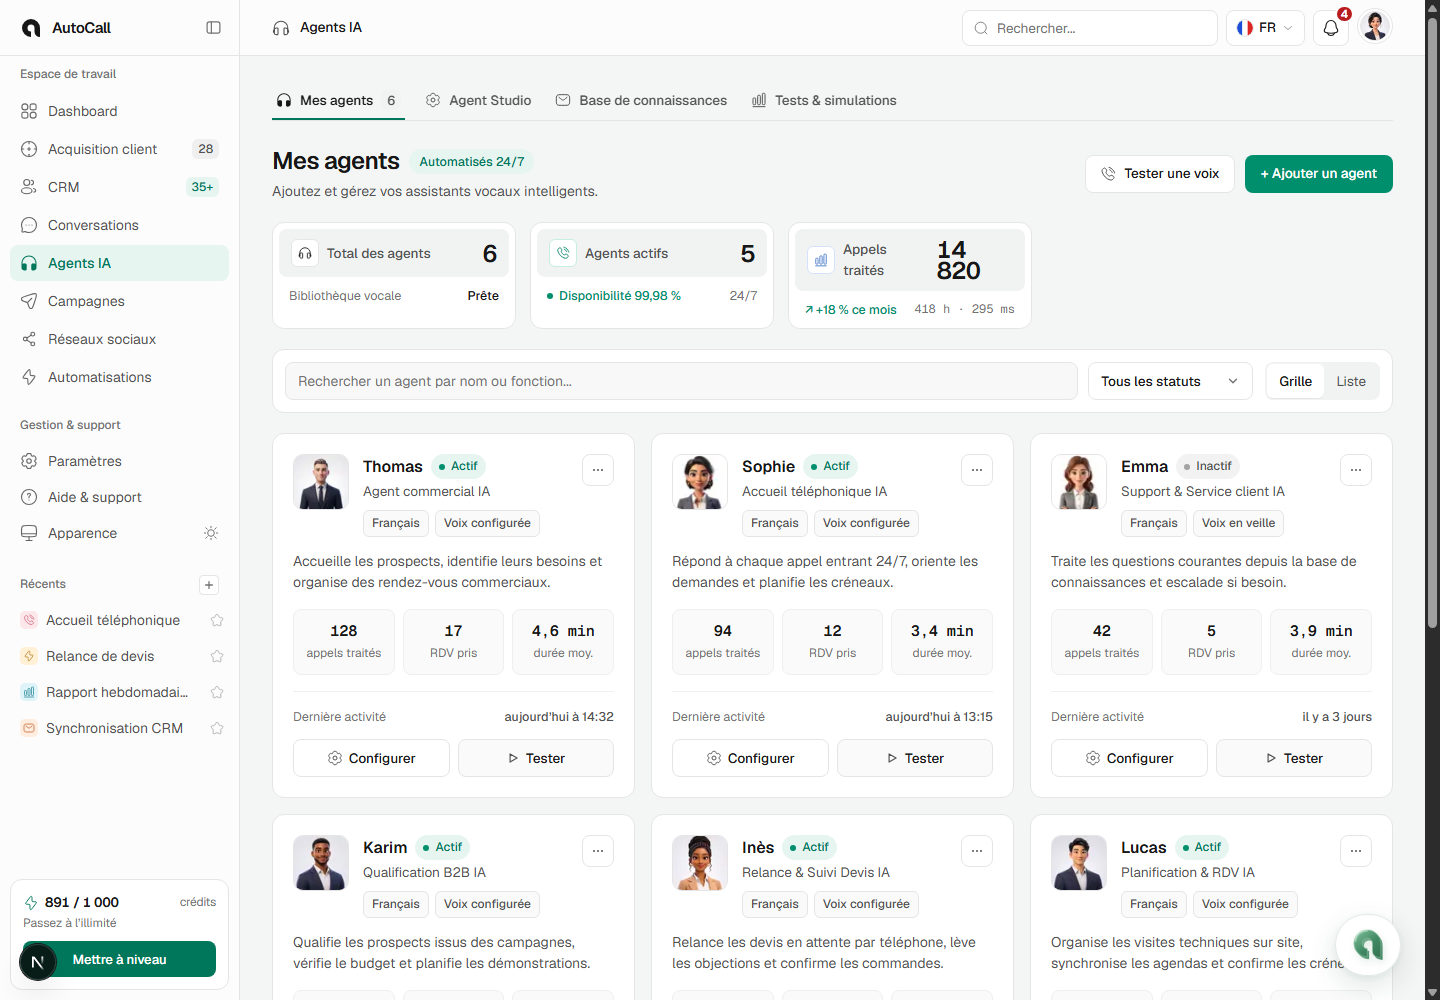 AutoCall
Agents IA
Rechercher...
FR
4
Espace de travail
Dashboard
Acquisition client 28
CRM 35+
Conversations
Agents IA
Campagnes
Réseaux sociaux
Automatisations
Gestion & support
Paramètres
Aide & support
Apparence
Récents +
Accueil téléphonique
Relance de devis
Rapport hebdomadai...
Synchronisation CRM
891 / 1 000 crédits
Passez à l'illimité
Mettre à niveau
N
Mes agents 6
Agent Studio
Base de connaissances
Tests & simulations
Mes agents Automatisés 24/7
Ajoutez et gérez vos assistants vocaux intelligents.
Tester une voix
+ Ajouter un agent
Total des agents 6
Bibliothèque vocale Prête
Agents actifs 5
Disponibilité 99,98 % 24/7
Appels traités 14 820
+18 % ce mois 418 h · 295 ms
Rechercher un agent par nom ou fonction...
Tous les statuts
Grille
Liste
Thomas Actif ...
Agent commercial IA
Français Voix configurée
Accueille les prospects, identifie leurs besoins et
organise des rendez-vous commerciaux.
128 17 4,6 min
appels traités RDV pris durée moy.
Dernière activité aujourd'hui à 14:32
Configurer Tester
Sophie Actif ...
Accueil téléphonique IA
Français Voix configurée
Répond à chaque appel entrant 24/7, oriente les
demandes et planifie les créneaux.
94 12 3,4 min
appels traités RDV pris durée moy.
Dernière activité aujourd'hui à 13:15
Configurer Tester
Emma Inactif ...
Support & Service client IA
Français Voix en veille
Traite les questions courantes depuis la base de
connaissances et escalade si besoin.
42 5 3,9 min
appels traités RDV pris durée moy.
Dernière activité il y a 3 jours
Configurer Tester
Karim Actif ...
Qualification B2B IA
Français Voix configurée
Qualifie les prospects issus des campagnes,
vérifie le budget et planifie les démonstrations.
Inès Actif ...
Relance & Suivi Devis IA
Français Voix configurée
Relance les devis en attente par téléphone, lève
les objections et confirme les commandes.
Lucas Actif ...
Planification & RDV IA
Français Voix configurée
Organise les visites techniques sur site,
synchronise les agendas et confirme les